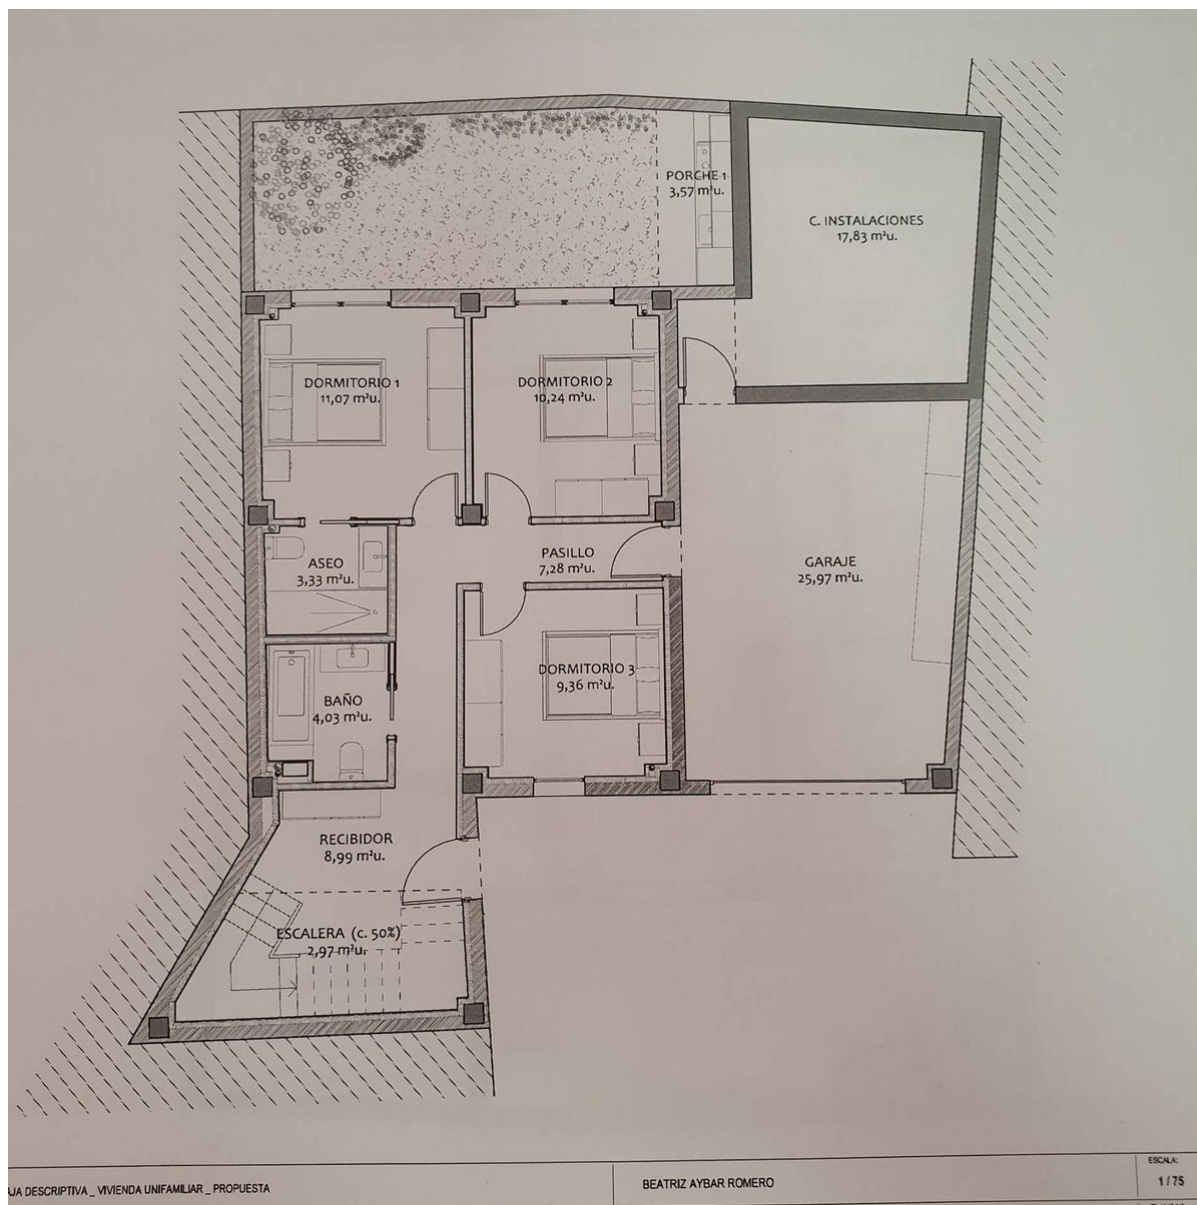 PORCHE 1
3,57 m²u.
C. INSTALACIONES
17,83 m²u.
DORMITORIO 1
11,07 m²u.
DORMITORIO 2
10,24 m²u.
ASEO
3,33 m²u.
PASILLO
7,28 m²u.
GARAJE
25,97 m²u.
DORMITORIO 3
9,36 m²u.
BAÑO
4,03 m²u.
RECIBIDOR
8,99 m²u.
ESCALERA (c. 50%)
2,97 m²u.
JA DESCRIPTIVA _ VIVIENDA UNIFAMILIAR _ PROPUESTA
BEATRIZ AYBAR ROMERO
ESCALA:
1 / 75